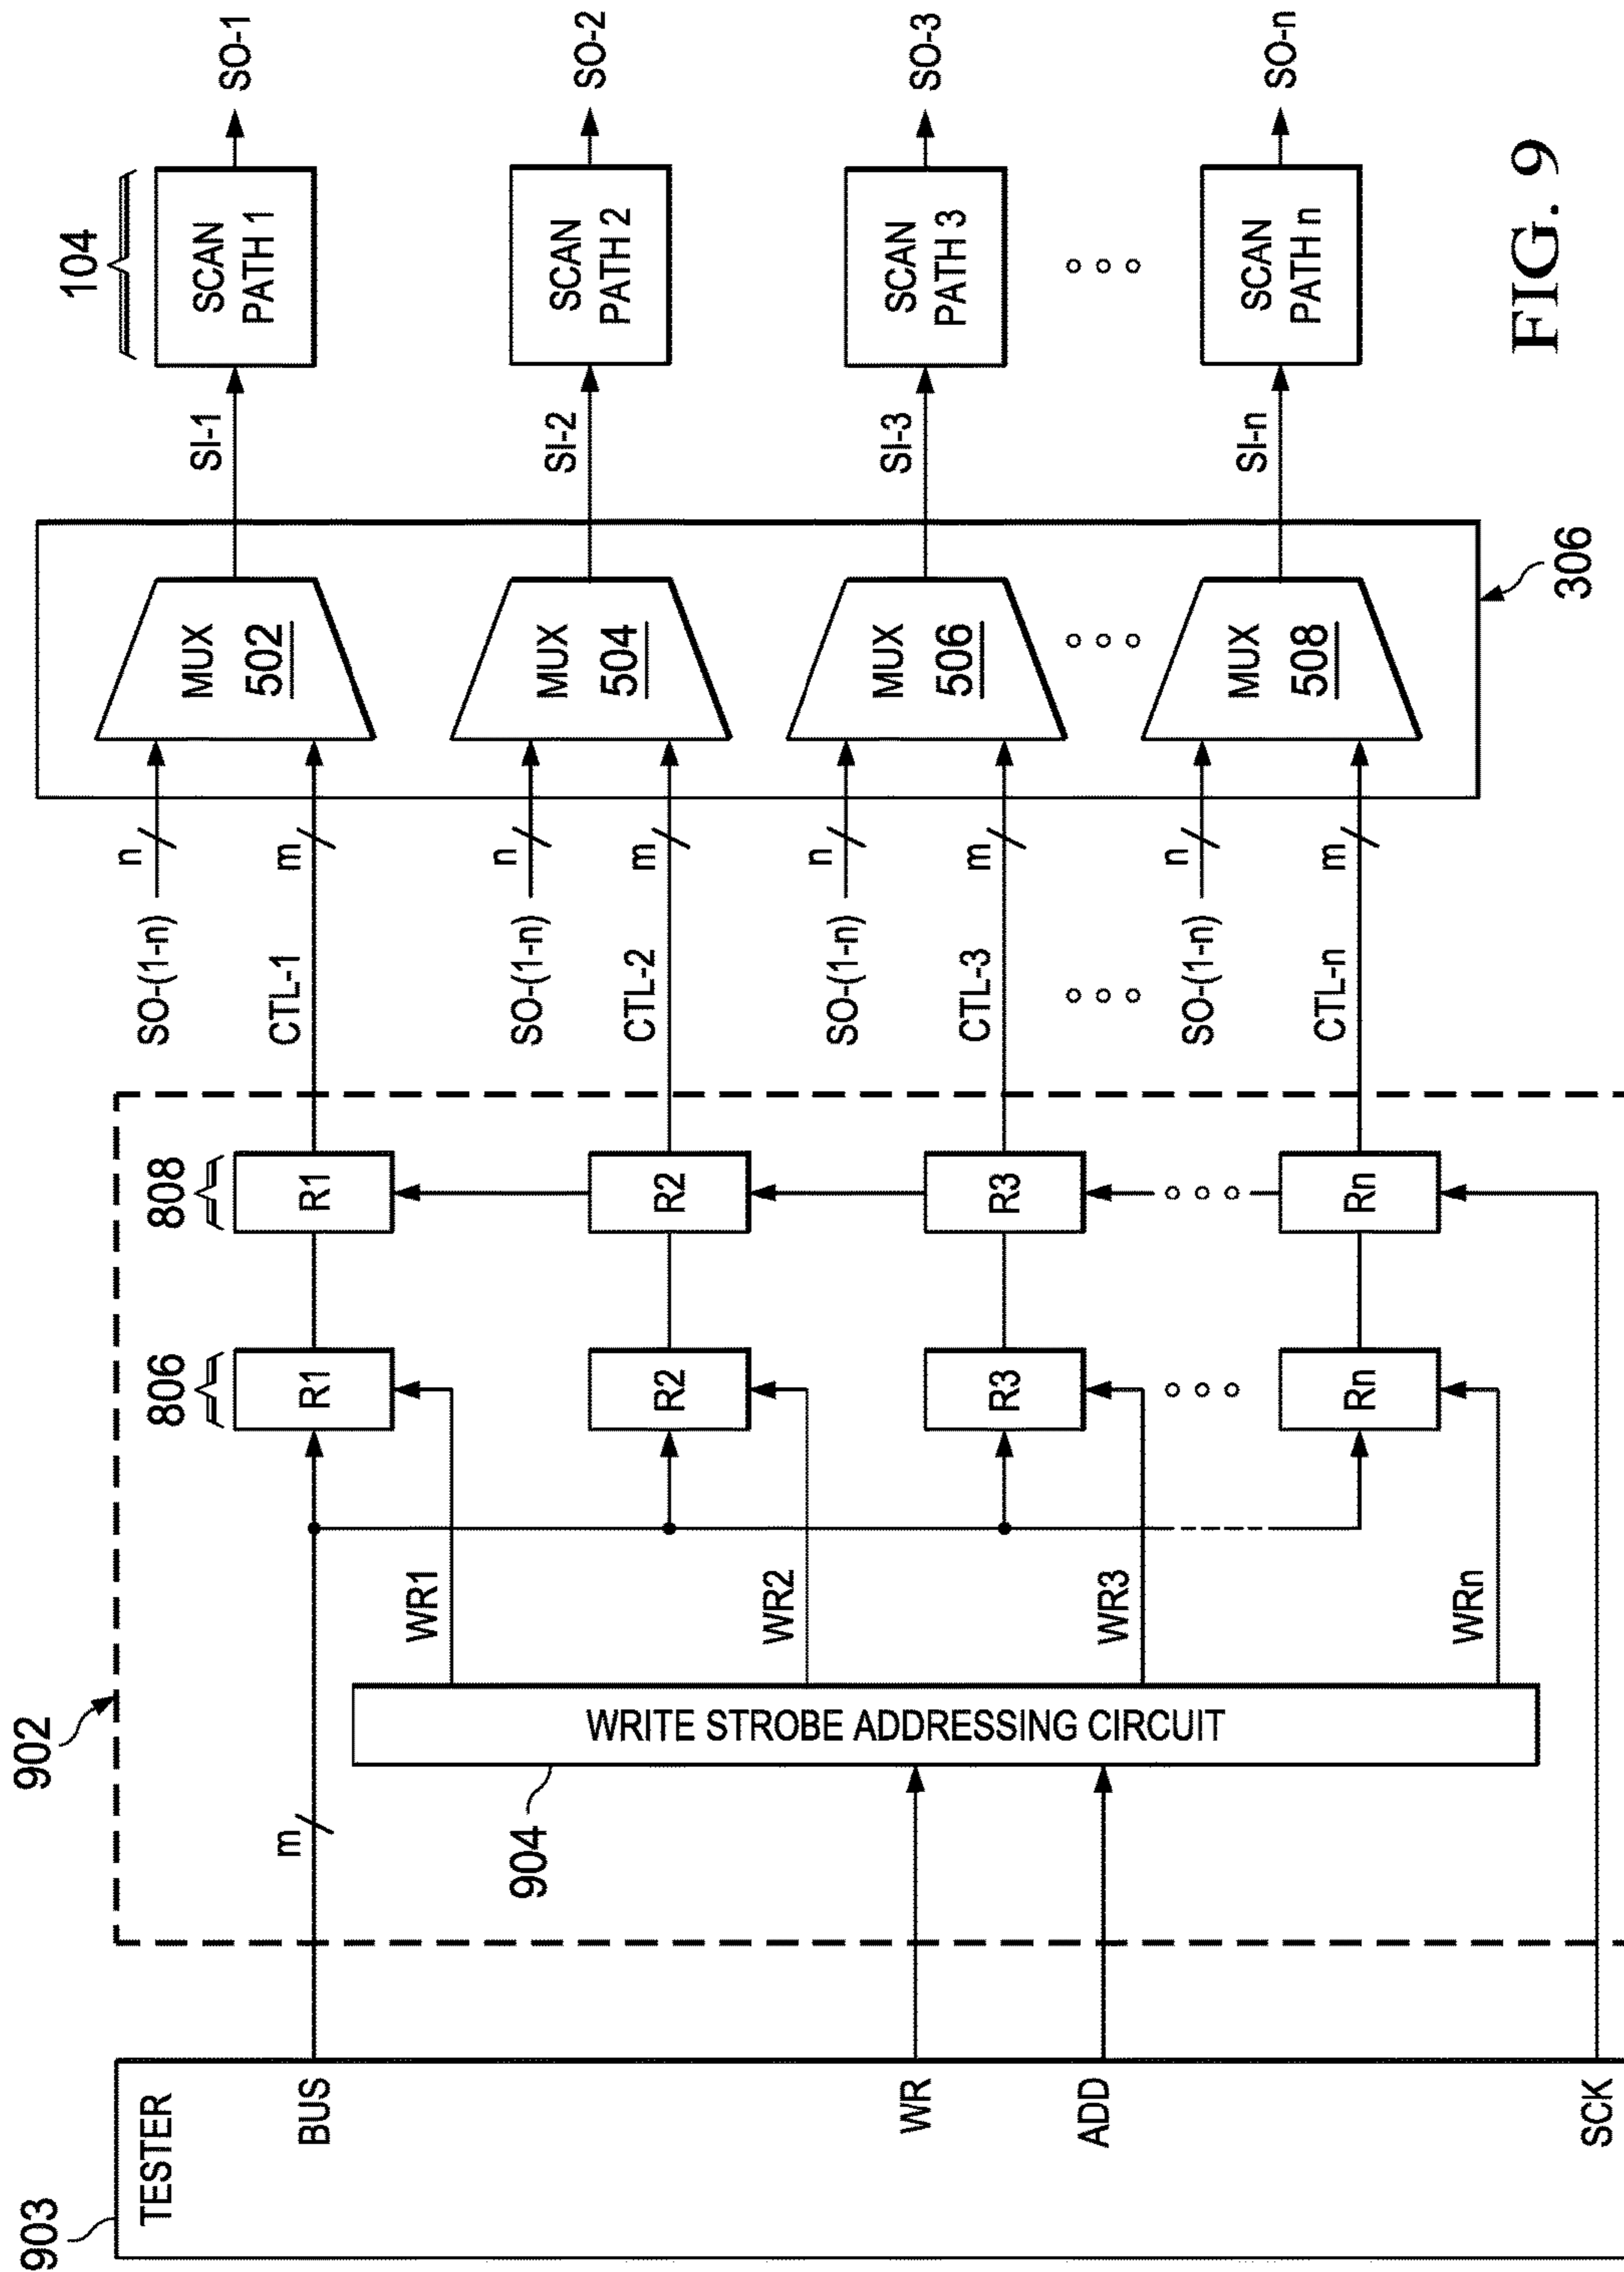 903
TESTER
BUS
WR
ADD
SCK
902
m
904
WRITE STROBE ADDRESSING CIRCUIT
WR1
WR2
WR3
WRn
806
R1
R2
R3
Rn
808
R1
R2
R3
Rn
SO-(1-n)
n
CTL-1
m
SO-(1-n)
n
CTL-2
m
SO-(1-n)
n
CTL-3
m
SO-(1-n)
n
CTL-n
m
MUX
502
MUX
504
MUX
506
MUX
508
306
SI-1
SI-2
SI-3
SI-n
104
SCAN
PATH 1
SCAN
PATH 2
SCAN
PATH 3
SCAN
PATH n
SO-1
SO-2
SO-3
SO-n
FIG. 9